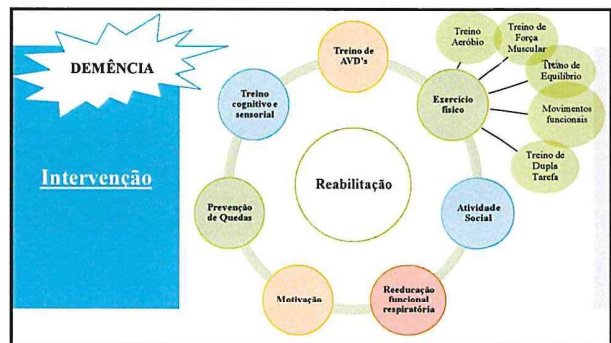 DEMÊNCIA
Intervenção
Reabilitação
Treino de
AVD's
Exercício
físico
Treino
Aeróbio
Treino de
Força
Muscular
Treino de
Equilíbrio
Movimentos
funcionais
Treino de
Dupla
Tarefa
Atividade
Social
Reeducação
funcional
respiratória
Motivação
Prevenção
de Quedas
Treino
cognitivo e
sensorial